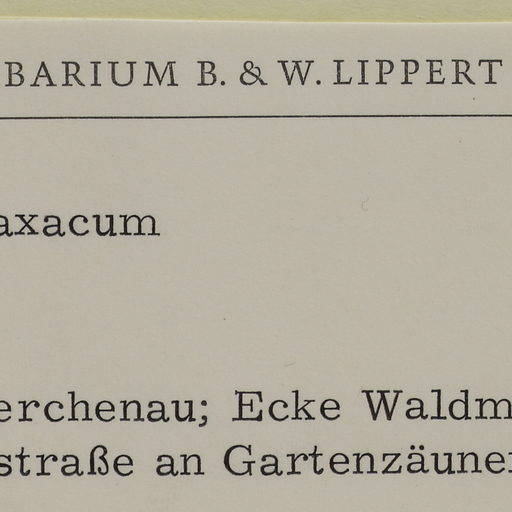 BARIUM B. & W. LIPPERT
axacum
erchenau; Ecke Waldm
straße an Gartenzäune